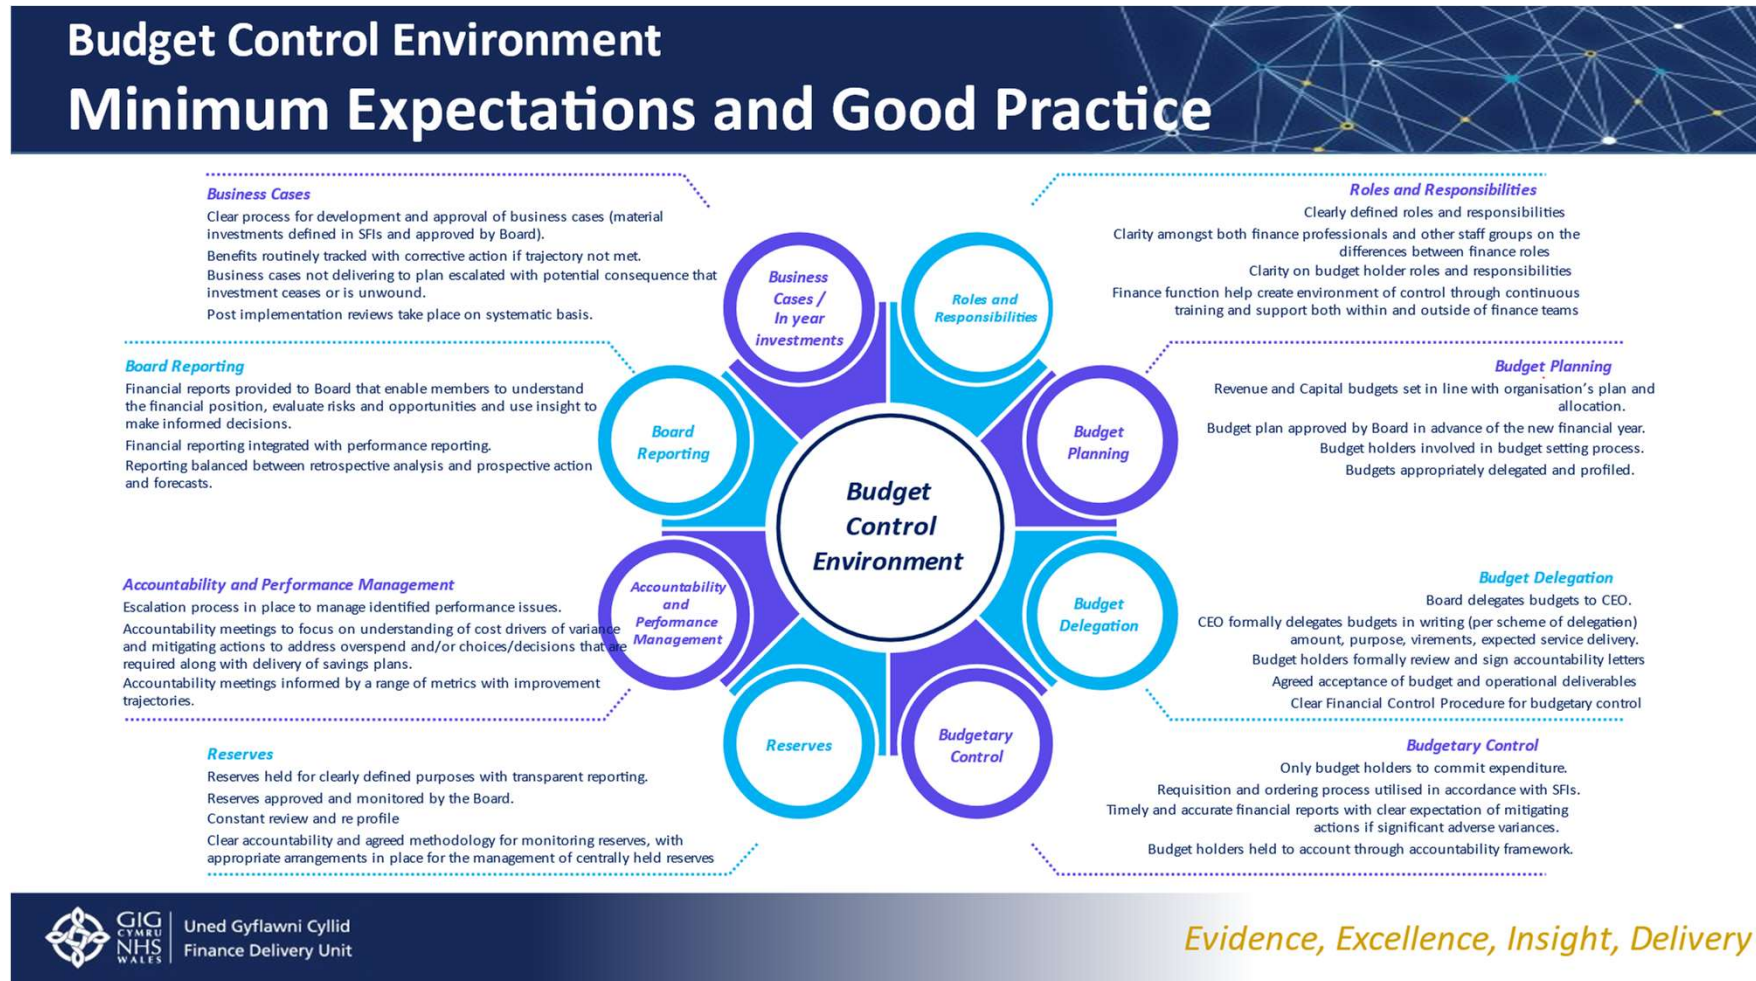 Budget Control Environment
Minimum Expectations and Good Practice
Business Cases
Clear process for development and approval of business cases (material
investments defined in SFIs and approved by Board).
Benefits routinely tracked with corrective action if trajectory not met.
Business cases not delivering to plan escalated with potential consequence that
investment ceases or is unwound.
Post implementation reviews take place on systematic basis.
Board Reporting
Financial reports provided to Board that enable members to understand
the financial position, evaluate risks and opportunities and use insight to
make informed decisions.
Financial reporting integrated with performance reporting.
Reporting balanced between retrospective analysis and prospective action
and forecasts.
Accountability and Performance Management
Escalation process in place to manage identified performance issues.
Accountability meetings to focus on understanding of cost drivers of variance
and mitigating actions to address overspend and/or choices/decisions that are
required along with delivery of savings plans.
Accountability meetings informed by a range of metrics with improvement
trajectories.
Reserves
Reserves held for clearly defined purposes with transparent reporting.
Reserves approved and monitored by the Board.
Constant review and re profile
Clear accountability and agreed methodology for monitoring reserves, with
appropriate arrangements in place for the management of centrally held reserves
Business
Cases /
In year
investments
Roles and
Responsibilities
Board
Reporting
Budget
Planning
Budget
Control
Environment
Accountability
and
Performance
Management
Budget
Delegation
Reserves
Budgetary
Control
Roles and Responsibilities
Clearly defined roles and responsibilities
Clarity amongst both finance professionals and other staff groups on the
differences between finance roles
Clarity on budget holder roles and responsibilities
Finance function help create environment of control through continuous
training and support both within and outside of finance teams
Budget Planning
Revenue and Capital budgets set in line with organisation's plan and
allocation.
Budget plan approved by Board in advance of the new financial year.
Budget holders involved in budget setting process.
Budgets appropriately delegated and profiled.
Budget Delegation
Board delegates budgets to CEO.
CEO formally delegates budgets in writing (per scheme of delegation)
amount, purpose, virements, expected service delivery.
Budget holders formally review and sign accountability letters
Agreed acceptance of budget and operational deliverables
Clear Financial Control Procedure for budgetary control
Budgetary Control
Only budget holders to commit expenditure.
Requisition and ordering process utilised in accordance with SFIs.
Timely and accurate financial reports with clear expectation of mitigating
actions if significant adverse variances.
Budget holders held to account through accountability framework.
GIG
CYMRU
NHS
WALES
Uned Gyflawni Cyllid
Finance Delivery Unit
Evidence, Excellence, Insight, Delivery